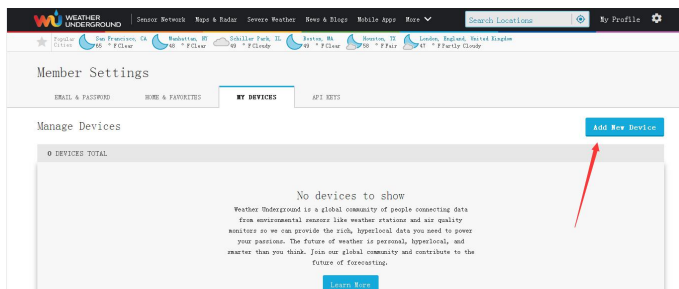 WEATHER UNDERGROUND
Sensor Network Maps & Radar Severe Weather News & Blogs Mobile Apps More Search Locations My Profile
Popular Cities
San Francisco, CA
65 °F Clear
Manhattan, NY
48 °F Clear
Schiller Park, IL
49 °F Cloudy
Boston, MA
49 °F Clear
Houston, TX
58 °F Fair
London, England, United Kingdom
47 °F Partly Cloudy
Member Settings
EMAIL & PASSWORD HOME & FAVORITES MY DEVICES API KEYS
Manage Devices
Add New Device
0 DEVICES TOTAL
No devices to show
Weather Underground is a global community of people connecting data
from environmental sensors like weather stations and air quality
monitors so we can provide the rich, hyperlocal data you need to power
your passions. The future of weather is personal, hyperlocal, and
smarter than you think. Join our global community and contribute to the
future of forecasting.
Learn More